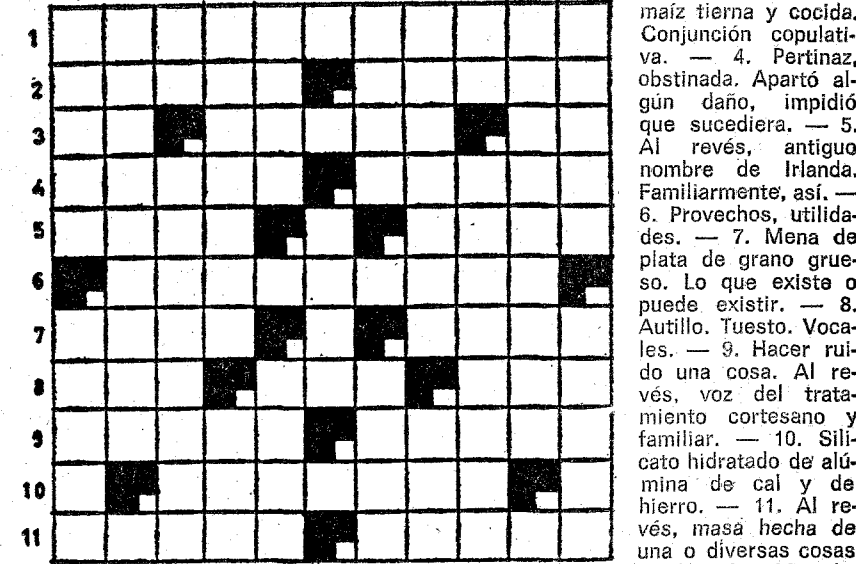 1
2
3
4
5
6
7
8
9
10
11
maíz tierna y cocida.
Conjunción copulati-
va. — 4. Pertinaz,
obstinada. Apartó al-
gún daño, impidió
que sucediera. — 5.
Al revés, antiguo
nombre de Irlanda.
Familiarmente, así. —
6. Provechos, utilida-
des. — 7. Mena de
plata de grano grue-
so. Lo que existe o
puede existir. — 8.
Autillo. Tuesto. Voca-
les. — 9. Hacer rui-
do una cosa. Al re-
vés, voz del trata-
miento cortesano y
familiar. — 10. Sili-
cato hidratado de alú-
mina de cal y de
hierro. — 11. Al re-
vés, masa hecha de
una o diversas cosas